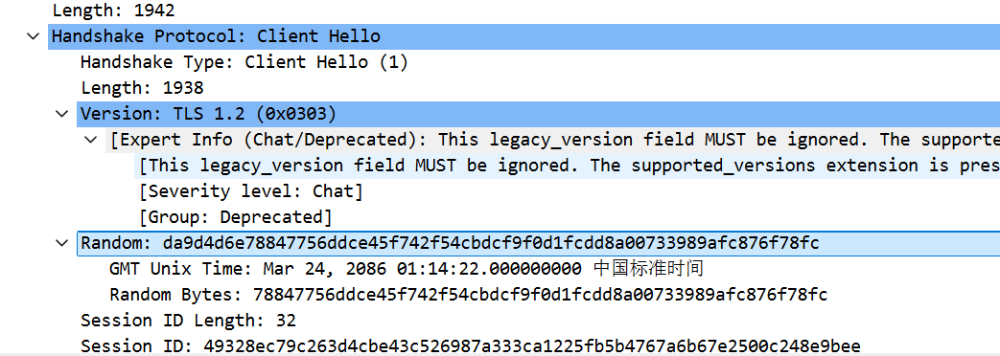 Length: 1942
Handshake Protocol: Client Hello
Handshake Type: Client Hello (1)
Length: 1938
Version: TLS 1.2 (0x0303)
[Expert Info (Chat/Deprecated): This legacy_version field MUST be ignored. The supporte
[This legacy_version field MUST be ignored. The supported_versions extension is pres
[Severity level: Chat]
[Group: Deprecated]
Random: da9d4d6e78847756ddce45f742f54cbdcf9f0d1fcdd8a00733989afc876f78fc
GMT Unix Time: Mar 24, 2086 01:14:22.000000000 中国标准时间
Random Bytes: 78847756ddce45f742f54cbdcf9f0d1fcdd8a00733989afc876f78fc
Session ID Length: 32
Session ID: 49328ec79c263d4cbe43c526987a333ca1225fb5b4767a6b67e2500c248e9bee